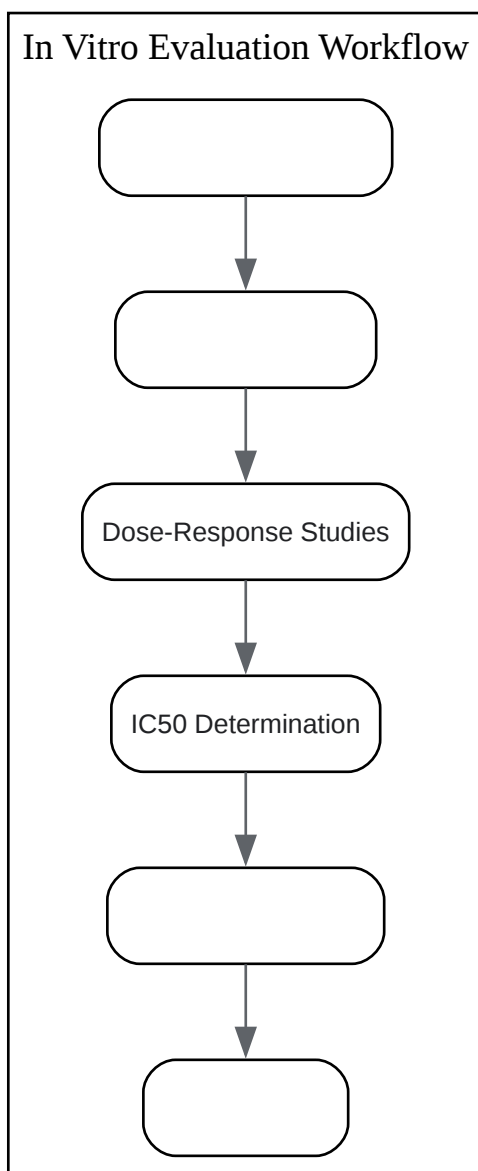 In Vitro Evaluation Workflow
Dose-Response Studies
IC50 Determination